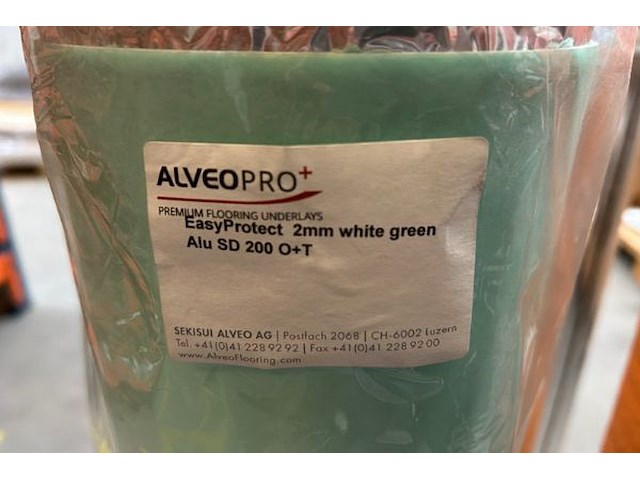 ALVEOPRO+
PREMIUM FLOORING UNDERLAYS
EasyProtect 2mm white green
Alu SD 200 O+T
SEKISUI ALVEO AG | Postfach 2068 | CH-6002 Luzern
Tel. +41(0)41 228 92 92 | Fax +41(0)41 228 92 00
www.AlveoFlooring.com